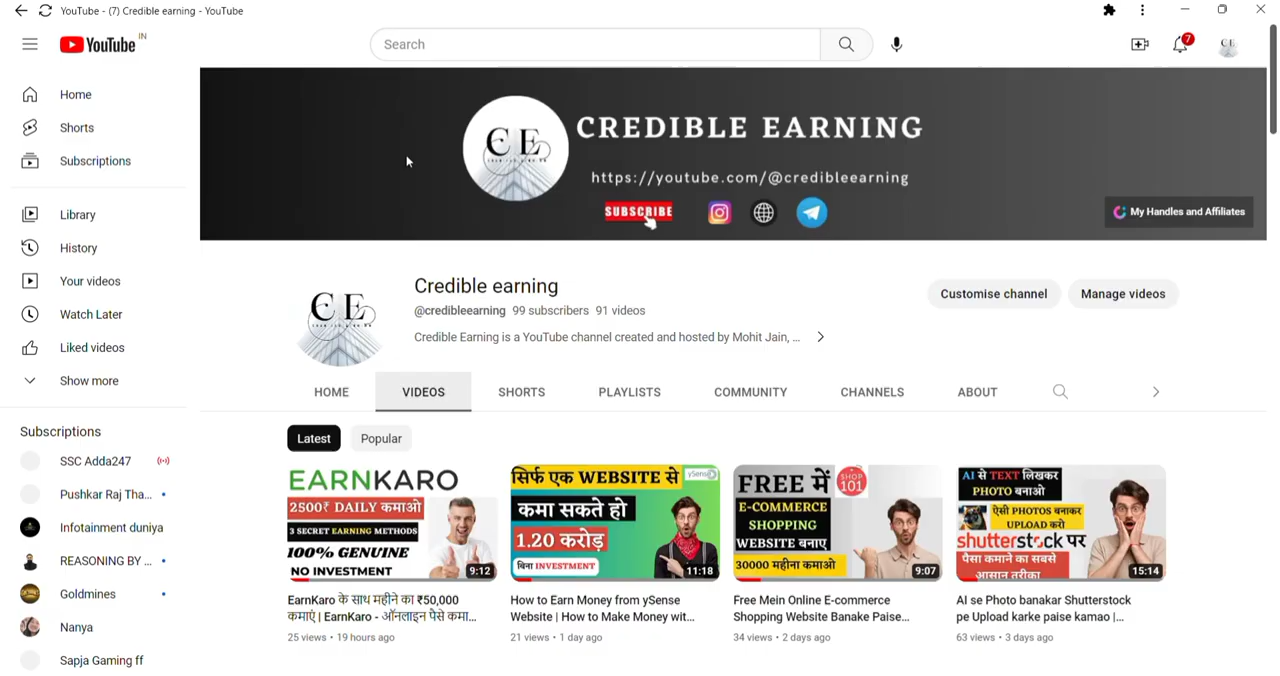 YouTube - (7) Credible earning - YouTube
YouTube IN
Search
7
CE
Home
Shorts
Subscriptions
Library
History
Your videos
Watch Later
Liked videos
Show more
Subscriptions
SSC Adda247
Pushkar Raj Tha...
Infotainment duniya
REASONING BY ...
Goldmines
Nanya
Sapja Gaming ff
CE
CREDIBLE EARNING
https://youtube.com/@credibleearning
SUBSCRIBE
My Handles and Affiliates
CE
Credible earning
@credibleearning 99 subscribers 91 videos
Credible Earning is a YouTube channel created and hosted by Mohit Jain, ...
Customise channel
Manage videos
HOME
VIDEOS
SHORTS
PLAYLISTS
COMMUNITY
CHANNELS
ABOUT
Latest
Popular
EARNKARO
2500₹ DAILY कमाओ
3 SECRET EARNING METHODS
100% GENUINE
NO INVESTMENT
9:12
EarnKaro के साथ महीने का ₹50,000
कमाएं | EarnKaro - ऑनलाइन पैसे कमा...
25 views • 19 hours ago
सिर्फ एक WEBSITE से
ySense
कमा सकते हो
1.20 करोड़
बिना INVESTMENT
11:18
How to Earn Money from ySense
Website | How to Make Money wit...
21 views • 1 day ago
FREE में
SHOP
101
E-COMMERCE
SHOPPING
WEBSITE बनाए
30000 महीना कमाओ
9:07
Free Mein Online E-commerce
Shopping Website Banake Paise...
34 views • 2 days ago
AI से TEXT लिखकर
PHOTO बनाओ
ऐसी PHOTOS बनाकर
UPLOAD करो
shutterstock पर
पैसा कमाने का सबसे
आसान तरीका
15:14
AI se Photo banakar Shutterstock
pe Upload karke paise kamao |...
63 views • 3 days ago